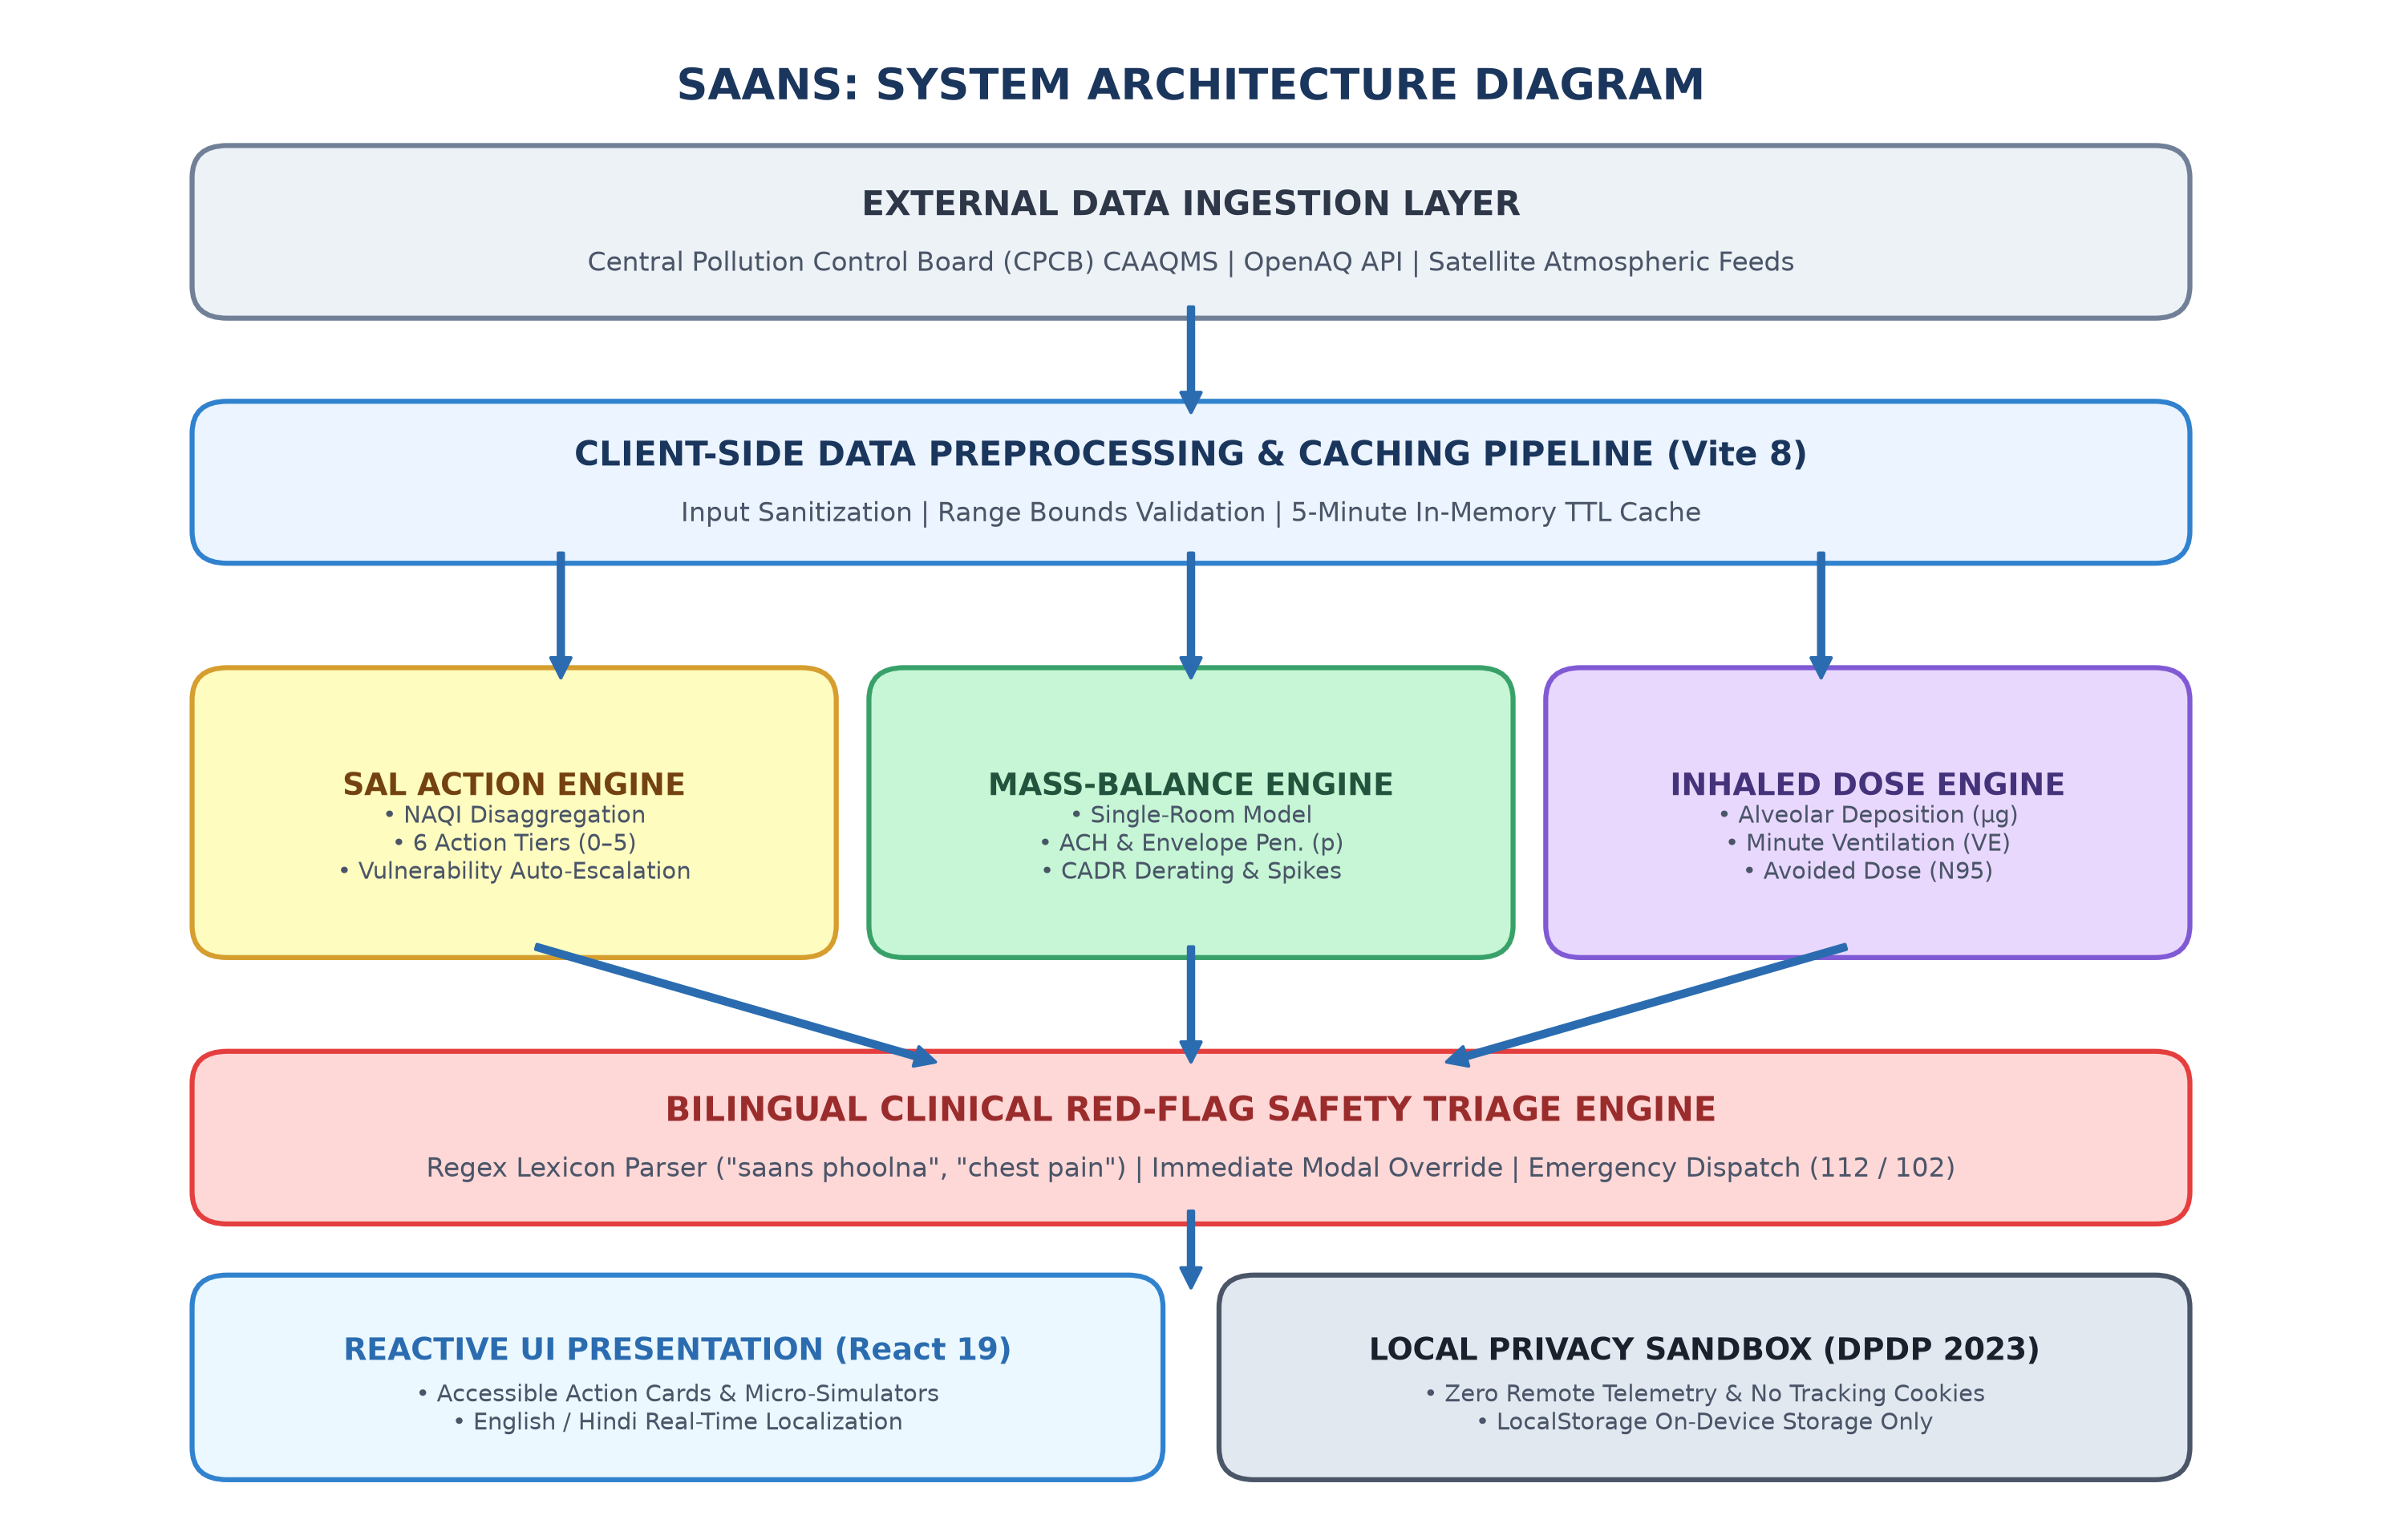 SAANS: SYSTEM ARCHITECTURE DIAGRAM
EXTERNAL DATA INGESTION LAYER
Central Pollution Control Board (CPCB) CAAQMS | OpenAQ API | Satellite Atmospheric Feeds
CLIENT-SIDE DATA PREPROCESSING & CACHING PIPELINE (Vite 8)
Input Sanitization | Range Bounds Validation | 5-Minute In-Memory TTL Cache
SAL ACTION ENGINE
• NAQI Disaggregation
• 6 Action Tiers (0–5)
• Vulnerability Auto-Escalation
MASS-BALANCE ENGINE
• Single-Room Model
• ACH & Envelope Pen. (p)
• CADR Derating & Spikes
INHALED DOSE ENGINE
• Alveolar Deposition (µg)
• Minute Ventilation (VE)
• Avoided Dose (N95)
BILINGUAL CLINICAL RED-FLAG SAFETY TRIAGE ENGINE
Regex Lexicon Parser ("saans phoolna", "chest pain") | Immediate Modal Override | Emergency Dispatch (112 / 102)
REACTIVE UI PRESENTATION (React 19)
• Accessible Action Cards & Micro-Simulators
• English / Hindi Real-Time Localization
LOCAL PRIVACY SANDBOX (DPDP 2023)
• Zero Remote Telemetry & No Tracking Cookies
• LocalStorage On-Device Storage Only